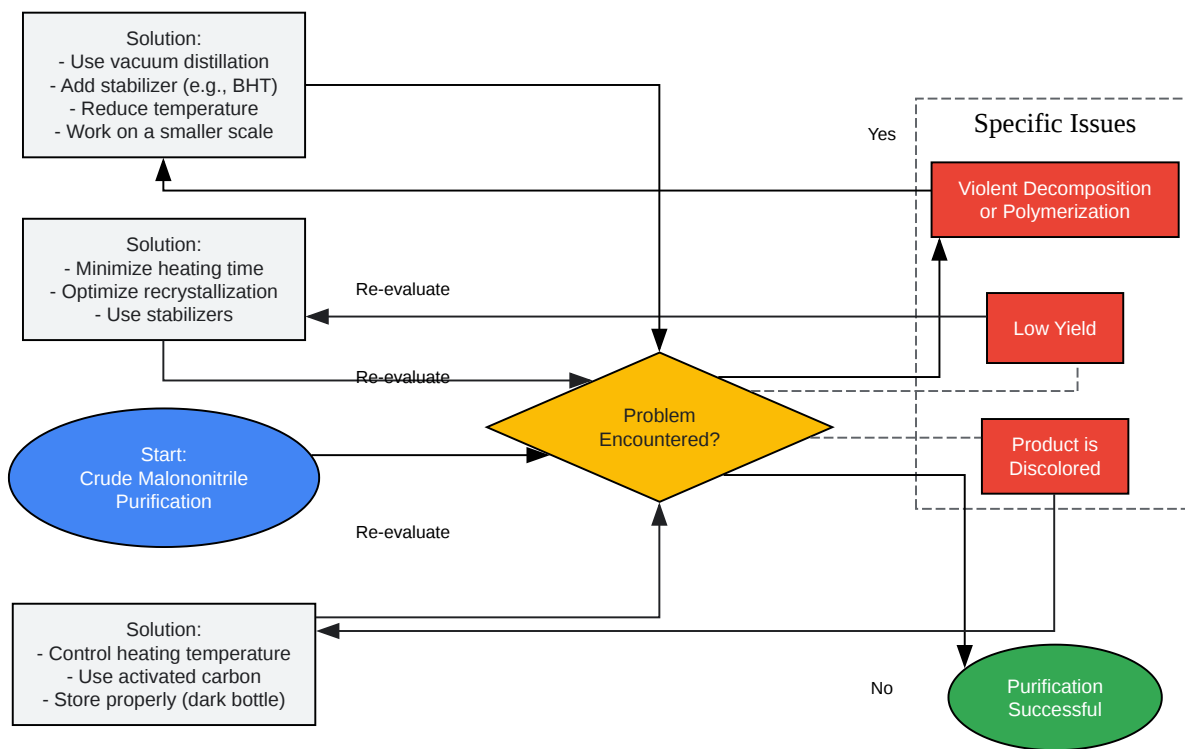 Solution:
- Use vacuum distillation
- Add stabilizer (e.g., BHT)
- Reduce temperature
- Work on a smaller scale
Yes
Specific Issues
Violent Decomposition
or Polymerization
Solution:
- Minimize heating time
- Optimize recrystallization
- Use stabilizers
Re-evaluate
Low Yield
Re-evaluate
Problem
Encountered?
Start:
Crude Malononitrile
Purification
Product is
Discolored
Re-evaluate
Solution:
- Control heating temperature
- Use activated carbon
- Store properly (dark bottle)
No
Purification
Successful